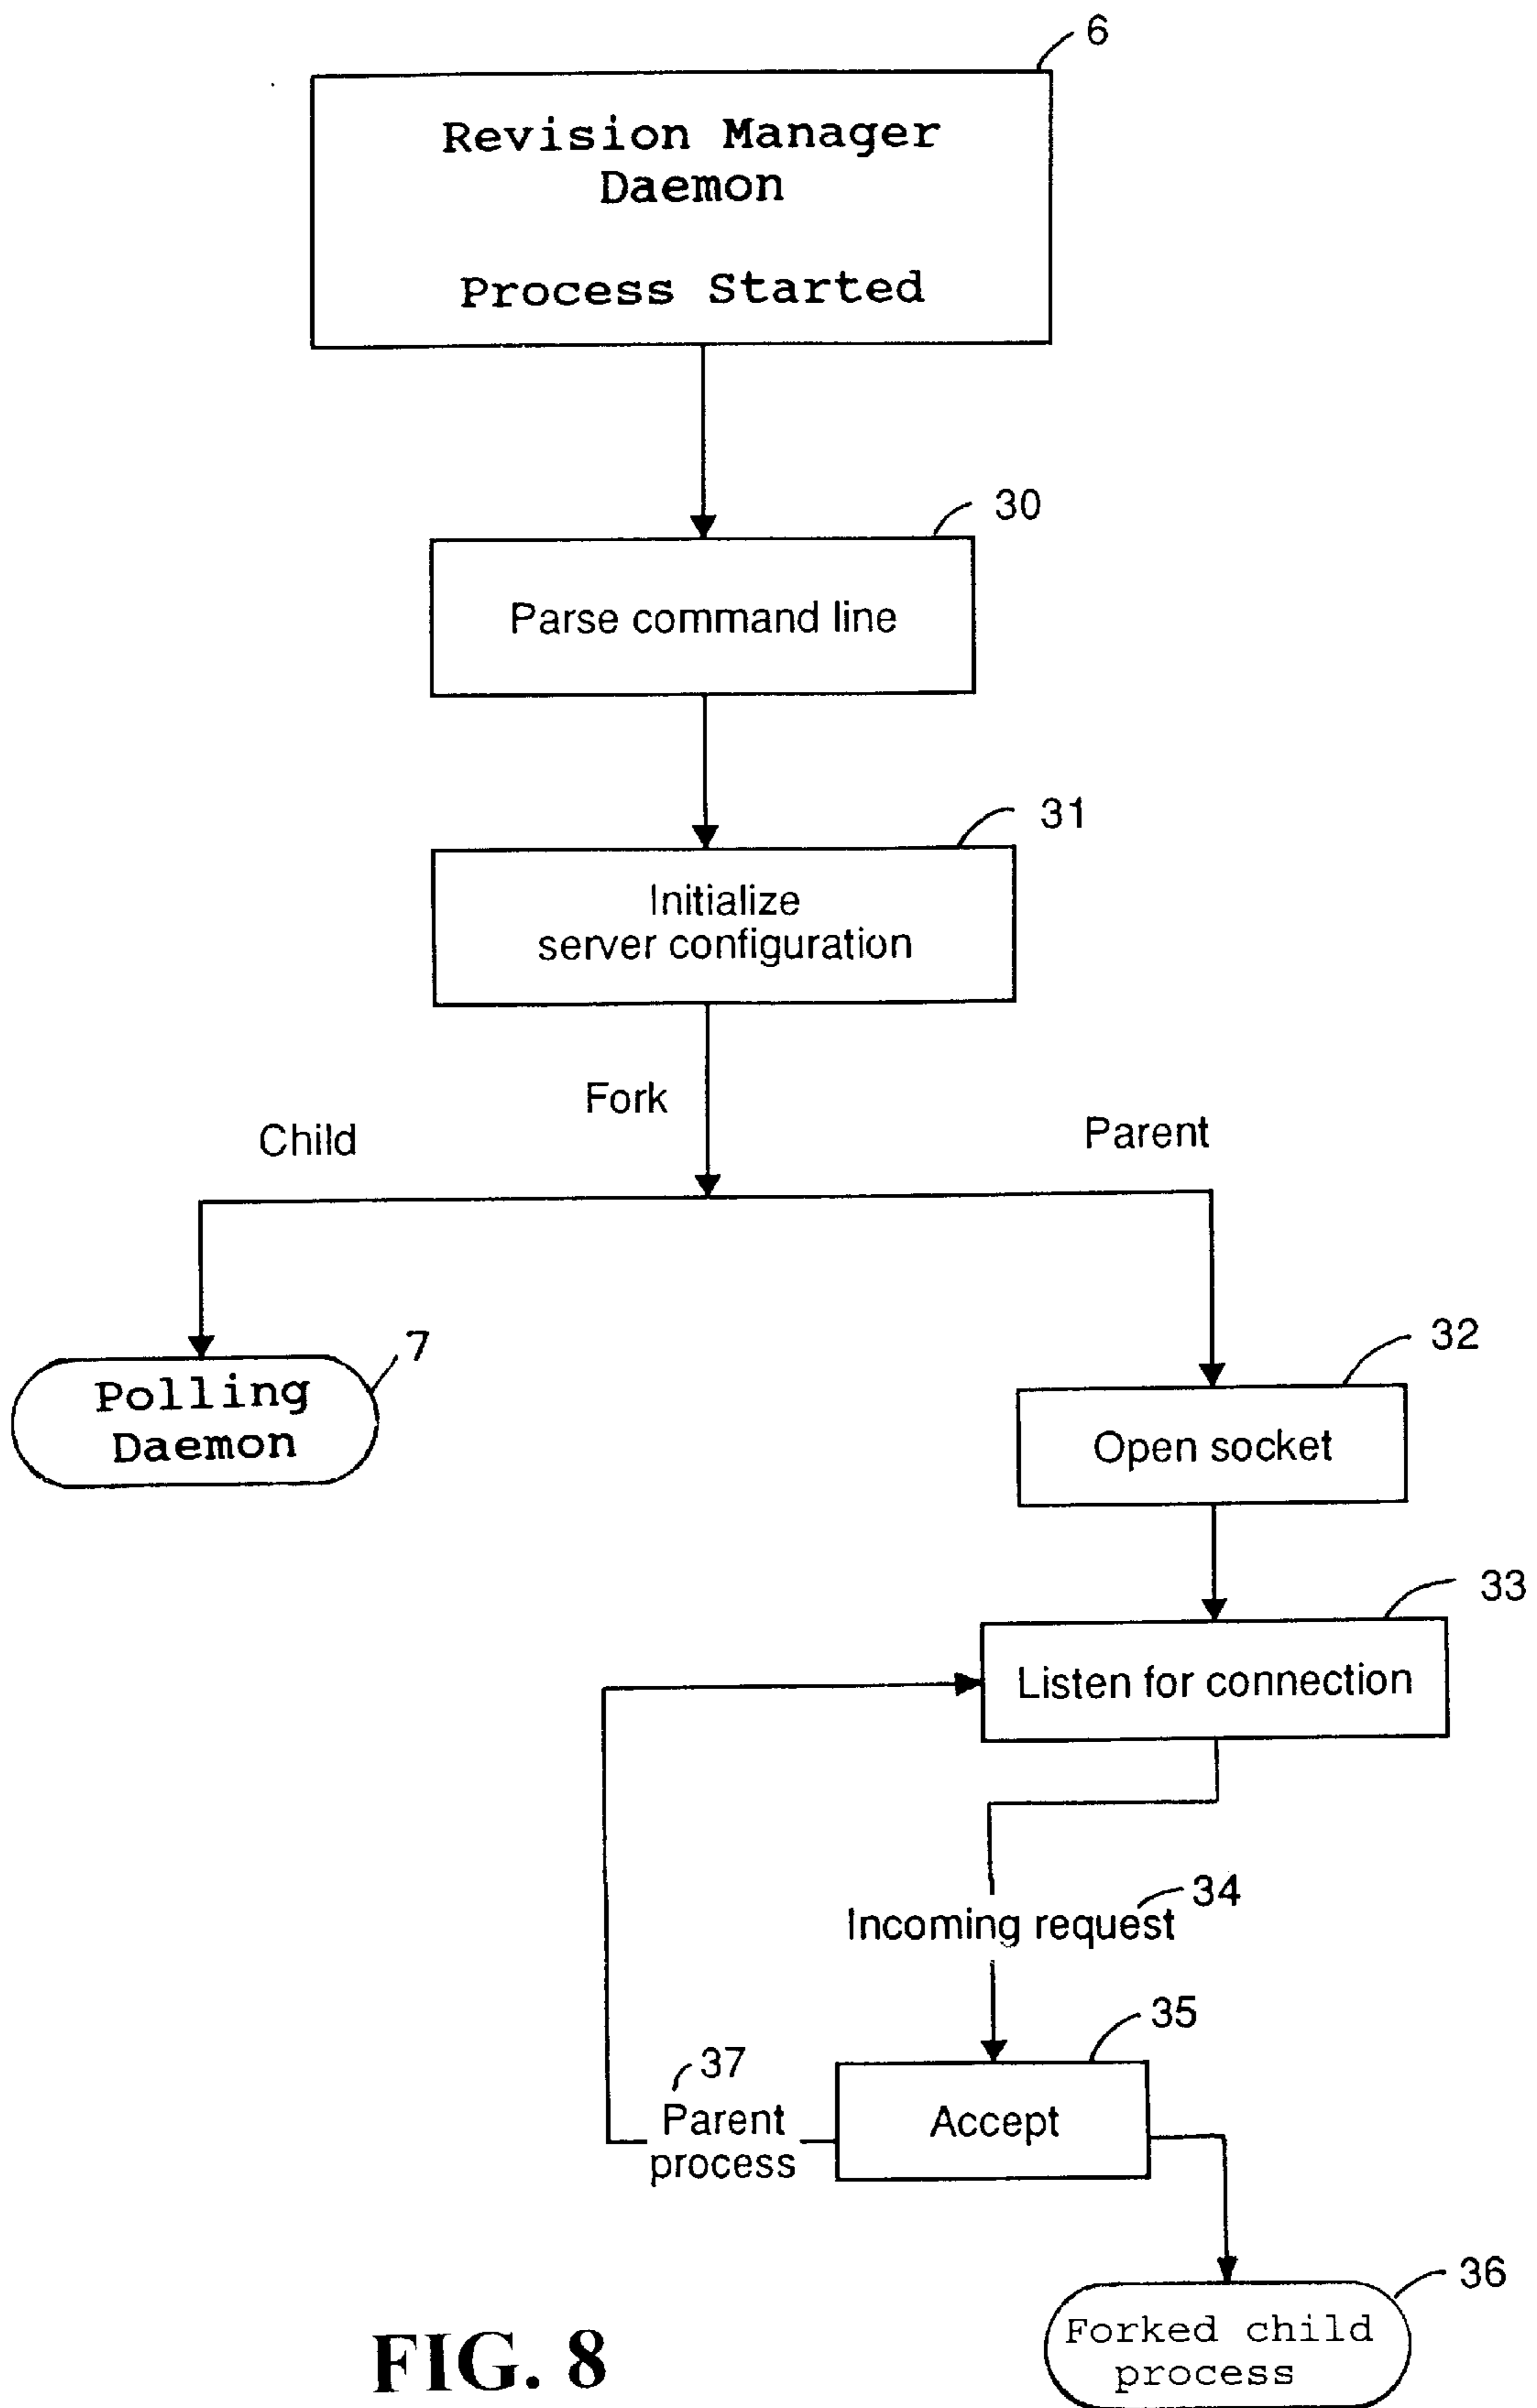 6
Revision Manager
Daemon
Process Started
30
Parse command line
31
Initialize
server configuration
Fork
Child
Parent
7
Polling
Daemon
32
Open socket
33
Listen for connection
34
Incoming request
35
37
Parent
process
Accept
36
Forked child
process
FIG. 8